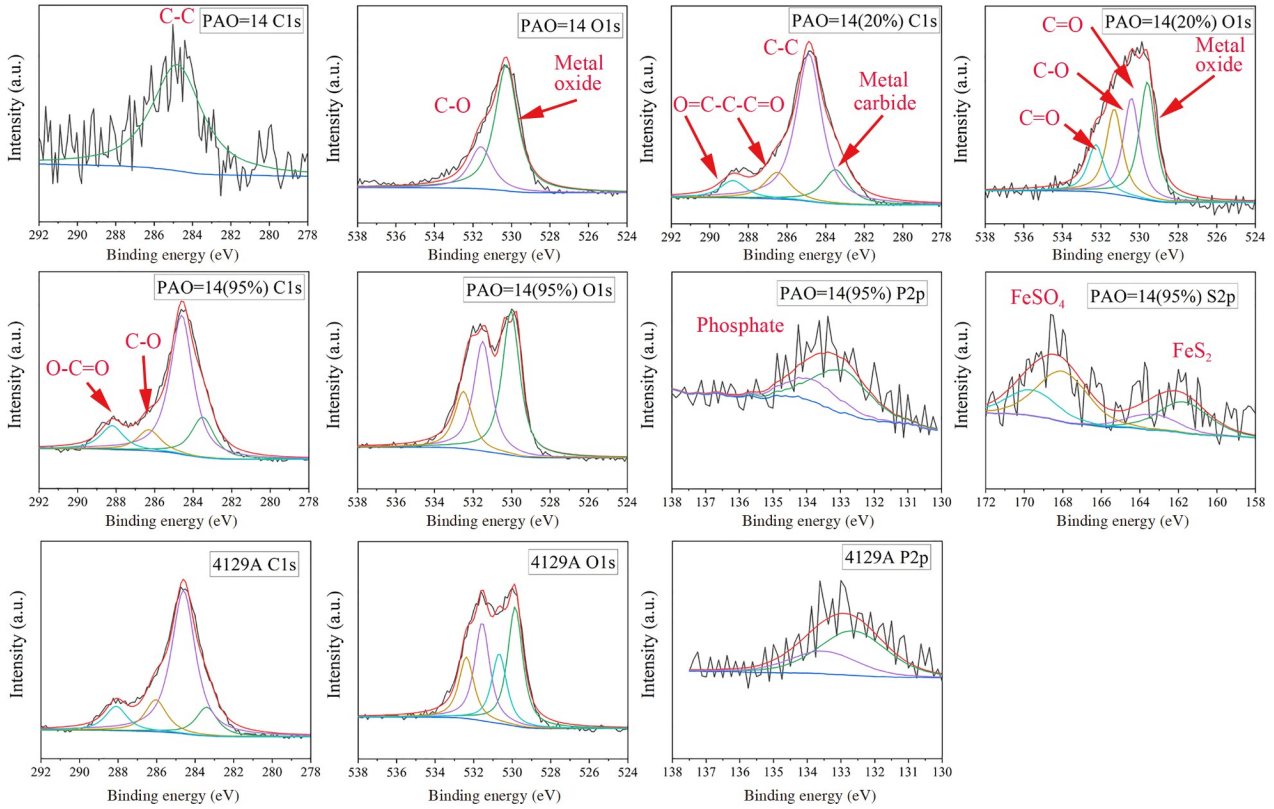 PAO=14 C1s
C-C
Intensity (a.u.)
292 290 288 286 284 282 280 278
Binding energy (eV)
PAO=14 O1s
Metal
oxide
C-O
Intensity (a.u.)
538 536 534 532 530 528 526 524
Binding energy (eV)
PAO=14(20%) C1s
C-C
O=C-C-C=O
Metal
carbide
Intensity (a.u.)
292 290 288 286 284 282 280 278
Binding energy (eV)
PAO=14(20%) O1s
C=O
Metal
oxide
C-O
C=O
Intensity (a.u.)
538 536 534 532 530 528 526 524
Binding energy (eV)
PAO=14(95%) C1s
C-O
O-C=O
Intensity (a.u.)
292 290 288 286 284 282 280 278
Binding energy (eV)
PAO=14(95%) O1s
Intensity (a.u.)
538 536 534 532 530 528 526 524
Binding energy (eV)
PAO=14(95%) P2p
Phosphate
Intensity (a.u.)
138 137 136 135 134 133 132 131 130
Binding energy (eV)
PAO=14(95%) S2p
FeSO₄
FeS₂
Intensity (a.u.)
172 170 168 166 164 162 160 158
Binding energy (eV)
4129A C1s
Intensity (a.u.)
292 290 288 286 284 282 280 278
Binding energy (eV)
4129A O1s
Intensity (a.u.)
538 536 534 532 530 528 526 524
Binding energy (eV)
4129A P2p
Intensity (a.u.)
138 137 136 135 134 133 132 131 130
Binding energy (eV)